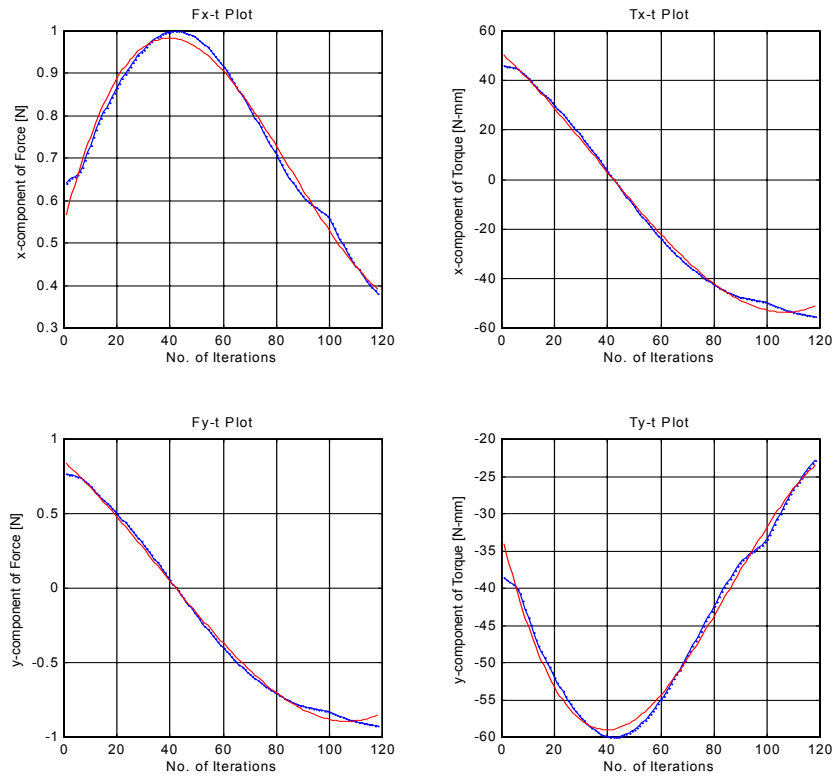 Fx-t Plot
x-component of Force [N]
1
0.9
0.8
0.7
0.6
0.5
0.4
0.3
0 20 40 60 80 100 120
No. of Iterations
Tx-t Plot
x-component of Torque [N-mm]
60
40
20
0
-20
-40
-60
0 20 40 60 80 100 120
No. of Iterations
Fy-t Plot
y-component of Force [N]
1
0.5
0
-0.5
-1
0 20 40 60 80 100 120
No. of Iterations
Ty-t Plot
y-component of Torque [N-mm]
-20
-25
-30
-35
-40
-45
-50
-55
-60
0 20 40 60 80 100 120
No. of Iterations